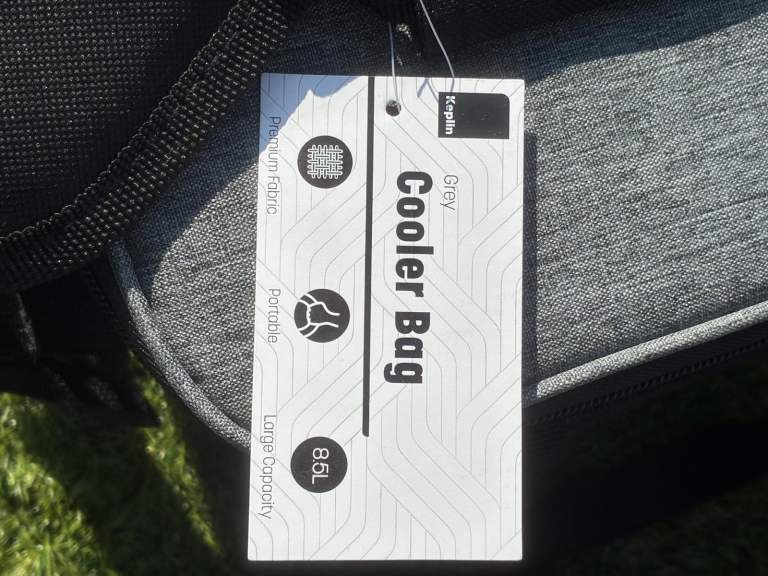 Keplin
Grey
Cooler Bag
Premium Fabric
Portable
8.5L
Large Capacity